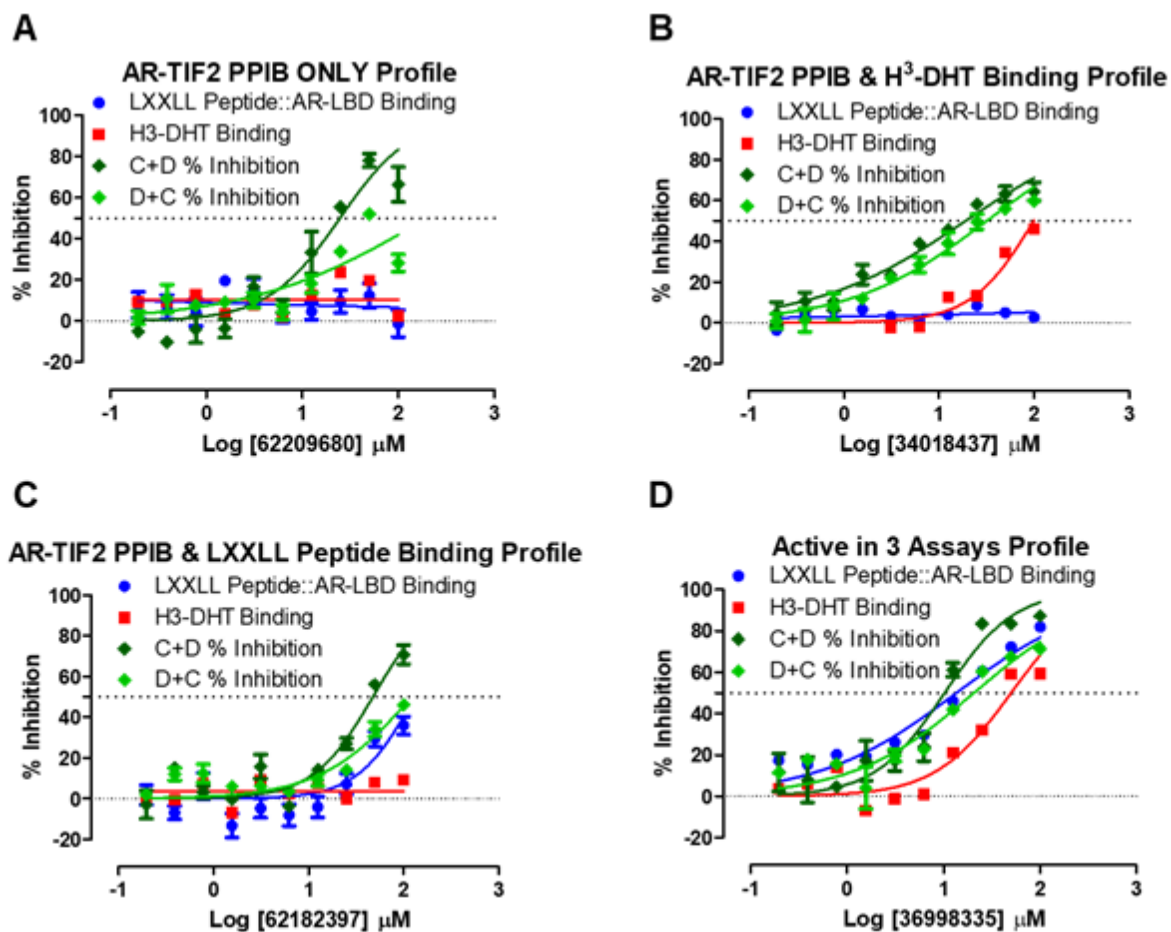 A
AR-TIF2 PPIB ONLY Profile
LXXLL Peptide::AR-LBD Binding
H3-DHT Binding
C+D % Inhibition
D+C % Inhibition
100
80
60
40
20
0
-20
% Inhibition
-1 0 1 2 3
Log [62209680] μM
B
AR-TIF2 PPIB & H³-DHT Binding Profile
LXXLL Peptide::AR-LBD Binding
H3-DHT Binding
C+D % Inhibition
D+C % Inhibition
100
80
60
40
20
0
-20
% Inhibition
-1 0 1 2 3
Log [34018437] μM
C
AR-TIF2 PPIB & LXXLL Peptide Binding Profile
LXXLL Peptide::AR-LBD Binding
H3-DHT Binding
C+D % Inhibition
D+C % Inhibition
100
80
60
40
20
0
-20
% Inhibition
-1 0 1 2 3
Log [62182397] μM
D
Active in 3 Assays Profile
LXXLL Peptide::AR-LBD Binding
H3-DHT Binding
C+D % Inhibition
D+C % Inhibition
100
80
60
40
20
0
-20
% Inhibition
-1 0 1 2 3
Log [36998335] μM